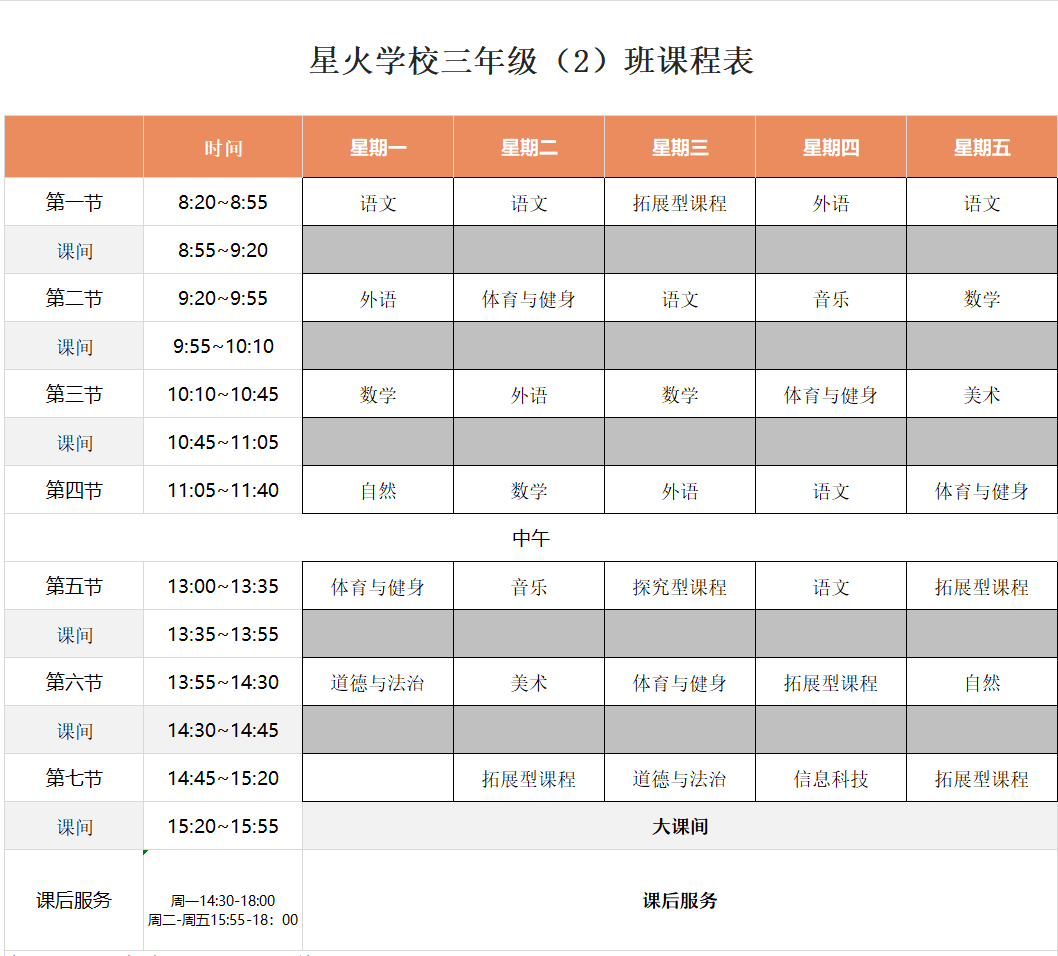 星火学校三年级（2）班课程表
时间 星期一 星期二 星期三 星期四 星期五
第一节 8:20~8:55 语文 语文 拓展型课程 外语 语文
课间 8:55~9:20
第二节 9:20~9:55 外语 体育与健身 语文 音乐 数学
课间 9:55~10:10
第三节 10:10~10:45 数学 外语 数学 体育与健身 美术
课间 10:45~11:05
第四节 11:05~11:40 自然 数学 外语 语文 体育与健身
中午
第五节 13:00~13:35 体育与健身 音乐 探究型课程 语文 拓展型课程
课间 13:35~13:55
第六节 13:55~14:30 道德与法治 美术 体育与健身 拓展型课程 自然
课间 14:30~14:45
第七节 14:45~15:20 拓展型课程 道德与法治 信息科技 拓展型课程
课间 15:20~15:55 大课间
课后服务 周一14:30-18:00 课后服务
周二-周五15:55-18：00